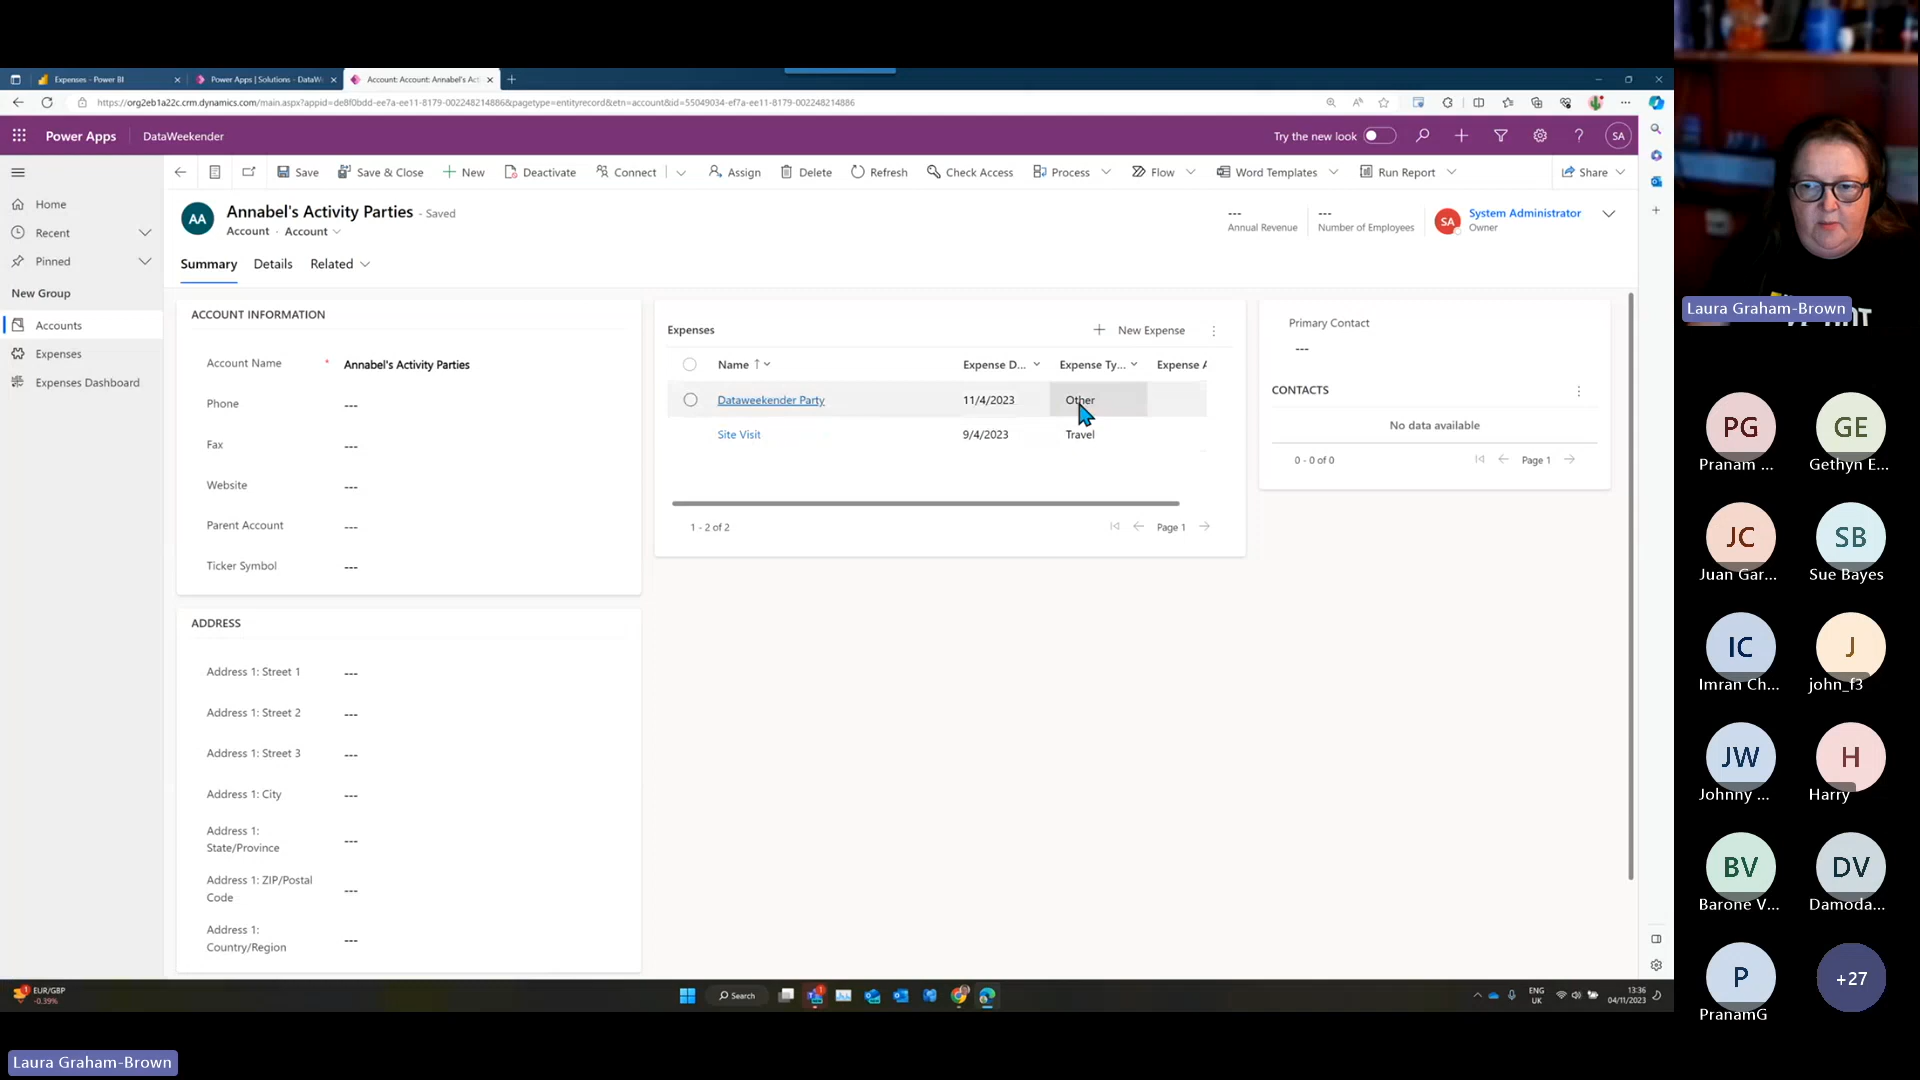 Expenses - Power BI
Power Apps | Solutions - DataW
Account: Account: Annabel's Act
https://org2eb1a22c.crm.dynamics.com/main.aspx?appid=de8f0bdd-ee7a-ee11-8179-002248214886&pagetype=entityrecord&etn=account&id=55049034-ef7a-ee11-8179-002248214886
Power Apps
DataWeekender
Try the new look
SA
Save
Save & Close
New
Deactivate
Connect
Assign
Delete
Refresh
Check Access
Process
Flow
Word Templates
Run Report
Share
Home
Recent
Pinned
New Group
Accounts
Expenses
Expenses Dashboard
AA
Annabel's Activity Parties - Saved
Account · Account
---
Annual Revenue
---
Number of Employees
SA
System Administrator
Owner
Summary
Details
Related
ACCOUNT INFORMATION
Account Name * Annabel's Activity Parties
Phone ---
Fax ---
Website ---
Parent Account ---
Ticker Symbol ---
ADDRESS
Address 1: Street 1 ---
Address 1: Street 2 ---
Address 1: Street 3 ---
Address 1: City ---
Address 1:
State/Province ---
Address 1: ZIP/Postal
Code ---
Address 1:
Country/Region ---
Expenses
New Expense
Name Expense D... Expense Ty... Expense A
Dataweekender Party 11/4/2023 Other
Site Visit 9/4/2023 Travel
1 - 2 of 2
Page 1
Primary Contact
---
CONTACTS
No data available
0 - 0 of 0
Page 1
EUR/GBP
-0.39%
Search
ENG
UK
13:36
04/11/2023
Laura Graham-Brown
PG
Pranam ...
GE
Gethyn E...
JC
Juan Gar...
SB
Sue Bayes
IC
Imran Ch...
J
john_f3
JW
Johnny ...
H
Harry
BV
Barone V...
DV
Damoda...
P
PranamG
+27
Laura Graham-Brown